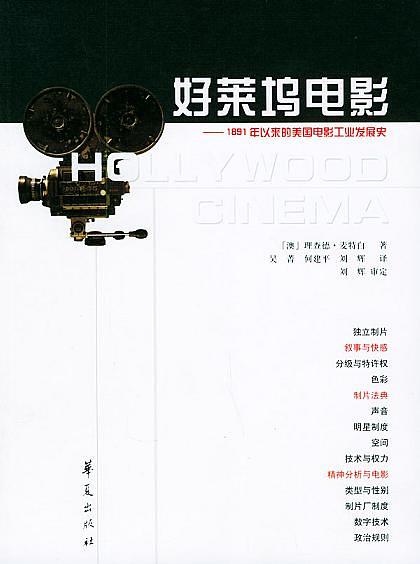 好莱坞电影
——1891年以来的美国电影工业发展史
HOLLYWOOD
CINEMA
［澳］理查德·麦特白 著
吴菁 何建平 刘辉 译
刘辉 审定
独立制片
叙事与快感
分级与特许权
色彩
制片法典
声音
明星制度
空间
技术与权力
精神分析与电影
类型与性别
制片厂制度
数字技术
政治规则
华夏出版社